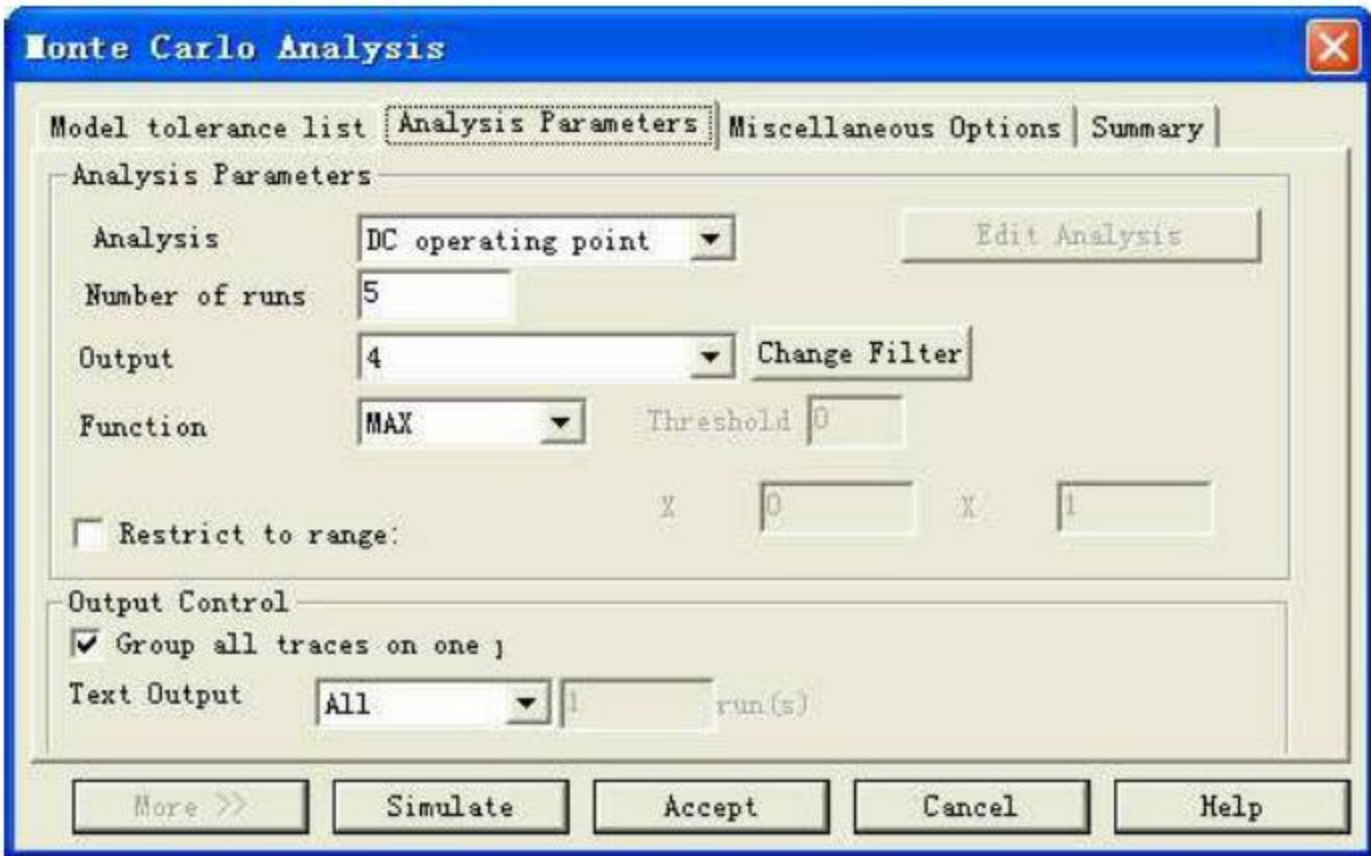 Monte Carlo Analysis
Model tolerance list Analysis Parameters Miscellaneous Options Summary
Analysis Parameters
Analysis DC operating point Edit Analysis
Number of runs 5
Output 4 Change Filter
Function MAX Threshold 0
X 0 X 1
Restrict to range:
Output Control
Group all traces on one
Text Output All 1 run(s)
More >> Simulate Accept Cancel Help